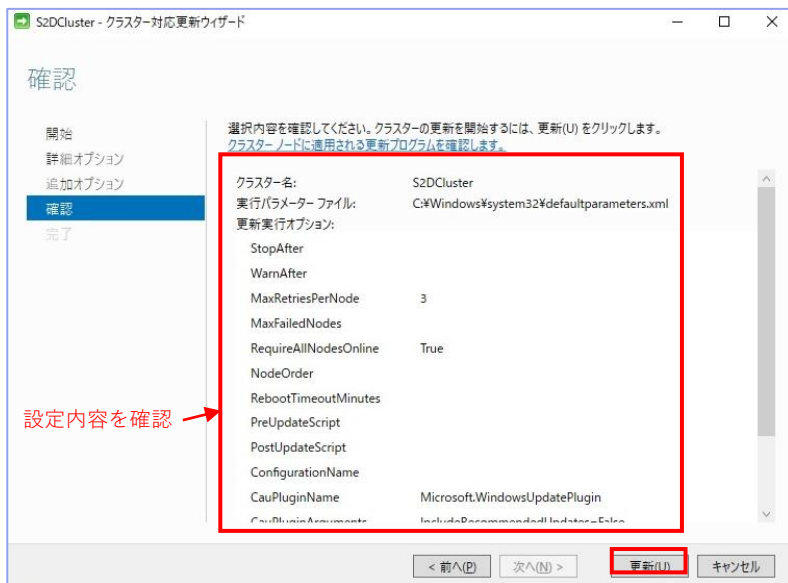 S2DCluster - クラスター対応更新ウィザード
確認
開始
詳細オプション
追加オプション
確認
完了
選択内容を確認してください。クラスターの更新を開始するには、更新(U) をクリックします。
クラスター ノードに適用される更新プログラムを確認します。
クラスター名: S2DCluster
実行パラメーター ファイル: C:¥Windows¥system32¥defaultparameters.xml
更新実行オプション:
StopAfter
WarnAfter
MaxRetriesPerNode 3
MaxFailedNodes
RequireAllNodesOnline True
NodeOrder
RebootTimeoutMinutes
PreUpdateScript
PostUpdateScript
ConfigurationName
CauPluginName Microsoft.WindowsUpdatePlugin
CauPluginArguments IncludeRecommendedUpdates=False
設定内容を確認
< 前へ(P) 次へ(N) > 更新(U) キャンセル